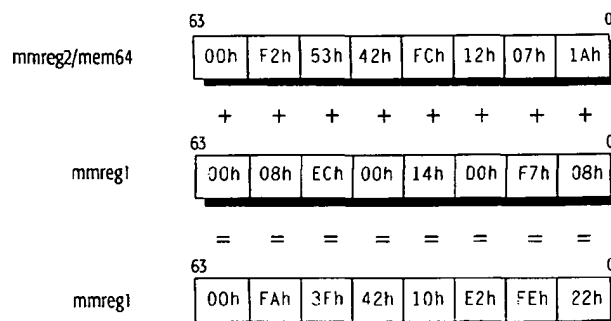 63 0
mmreg2/mem64 00h F2h 53h 42h FCh 12h 07h 1Ah
+ + + + + + + +
63 0
mmreg1 00h 08h ECh 00h 14h D0h F7h 08h
= = = = = = = =
63 0
mmreg1 00h FAh 3Fh 42h 10h E2h FEh 22h